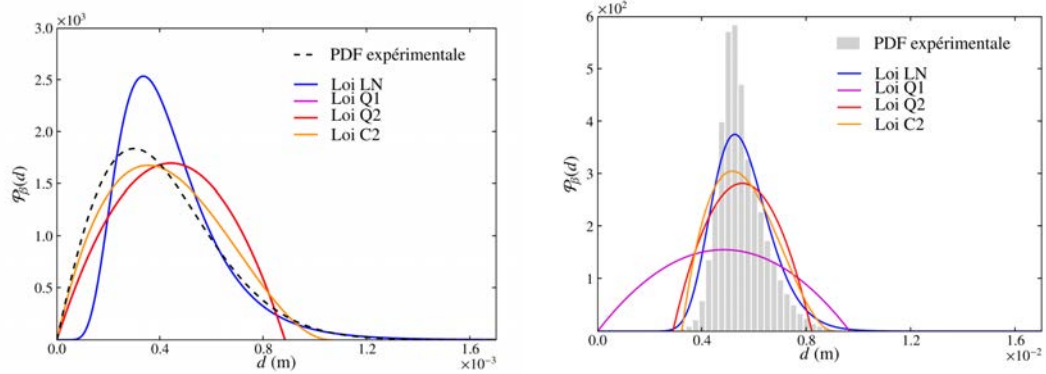 ×10³
3.0
2.5
2.0
1.5
1.0
0.5
0.0
0.4
0.8
1.2
1.6
×10⁻³
d (m)
𝒫β(d)
PDF expérimentale
Loi LN
Loi Q1
Loi Q2
Loi C2
×10²
6
5
4
3
2
1
0.0
0.4
0.8
1.2
1.6
×10⁻²
d (m)
𝒫β(d)
PDF expérimentale
Loi LN
Loi Q1
Loi Q2
Loi C2